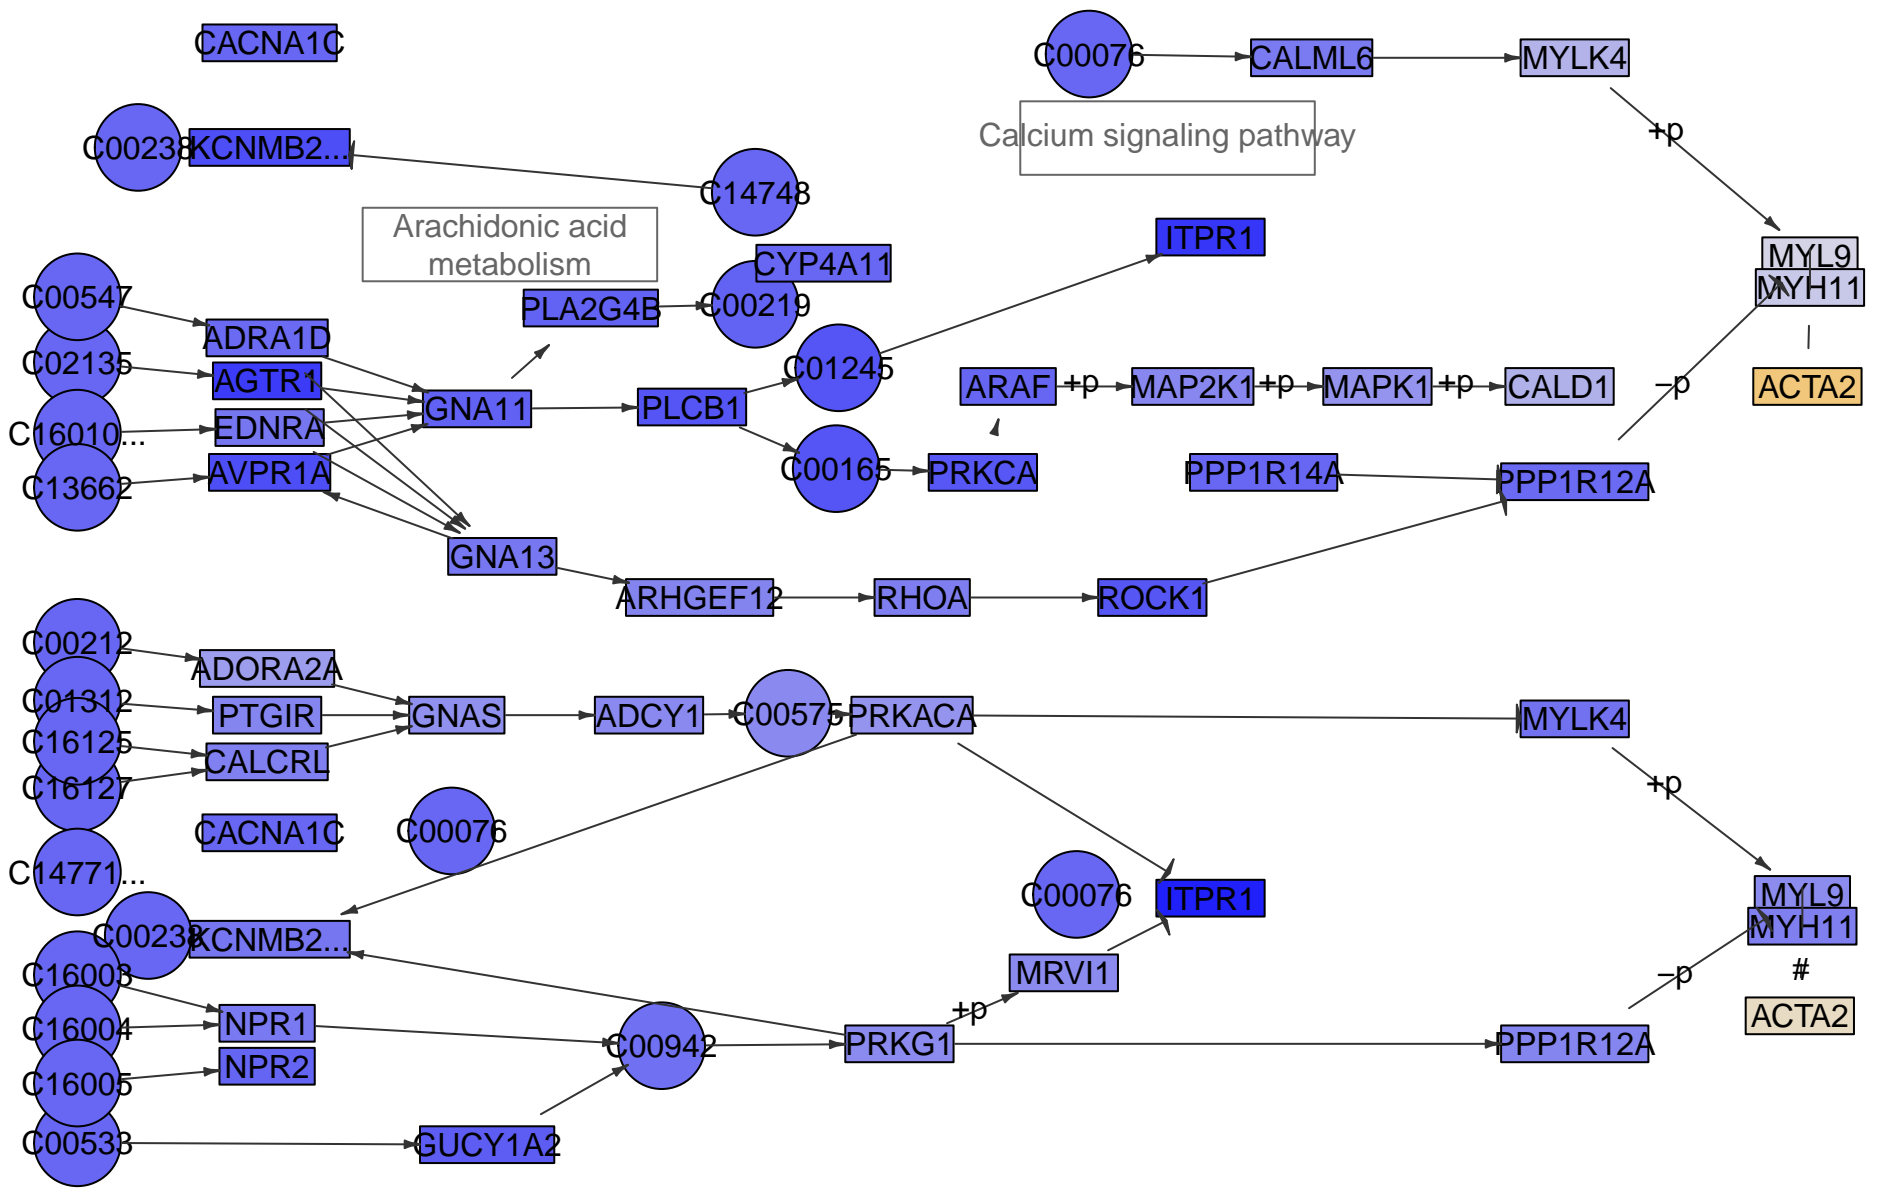 CACNA1C
C00076
CALML6
MYLK4
Calcium signaling pathway
+p
C00238
KCNMB2...
C14748
Arachidonic acid
metabolism
ITPR1
MYL9
CYP4A11
MYH11
C00547
PLA2G4B
C00219
ADRA1D
C02135
AGTR1
C01245
ARAF
+p
MAP2K1
+p
MAPK1
+p
CALD1
–p
ACTA2
GNA11
PLCB1
C16010...
EDNRA
C13662
AVPR1A
C00165
PRKCA
PPP1R14A
PPP1R12A
GNA13
ARHGEF12
RHOA
ROCK1
C00212
ADORA2A
C01312
PTGIR
GNAS
ADCY1
C00575
PRKACA
MYLK4
C16125
CALCRL
C16127
+p
CACNA1C
C00076
C14771...
C00076
ITPR1
MYL9
C00238
KCNMB2...
MYH11
C16003
MRVI1
–p
#
+p
ACTA2
C16004
NPR1
C00942
PRKG1
PPP1R12A
NPR2
C16005
C00533
GUCY1A2